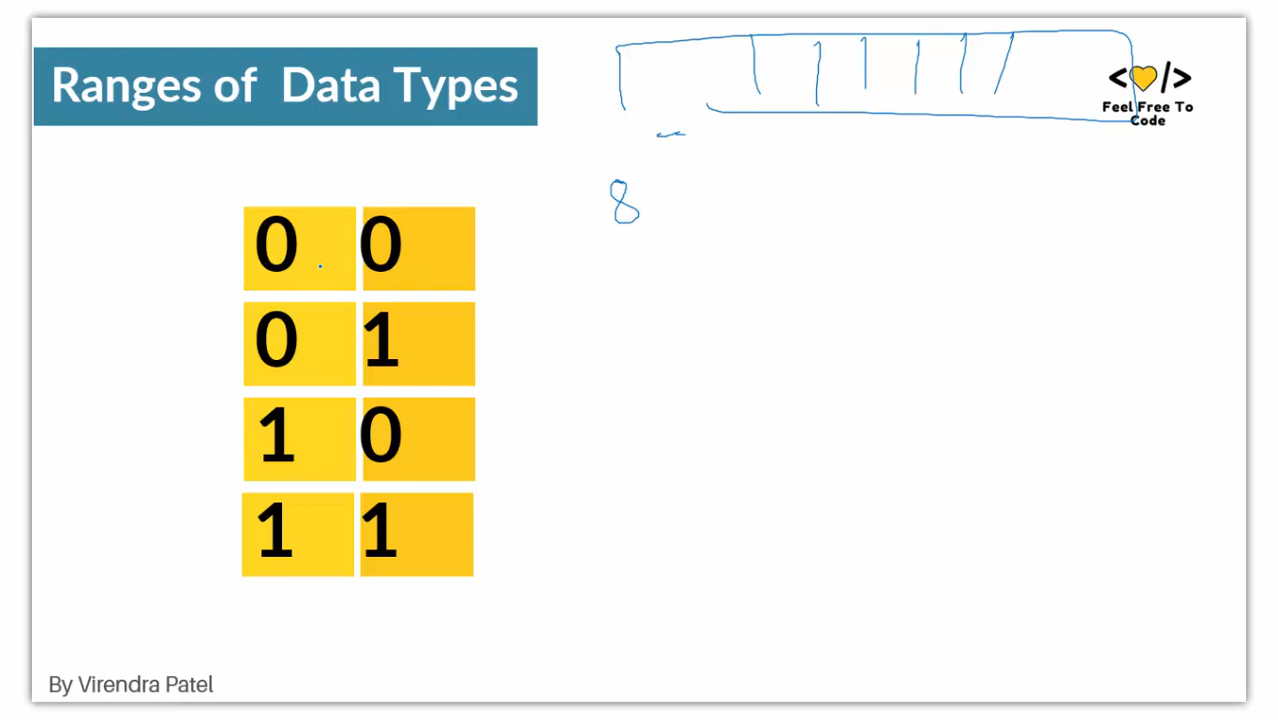 Ranges of Data Types
</>
Feel Free To
Code
8
0 0
0 1
1 0
1 1
By Virendra Patel